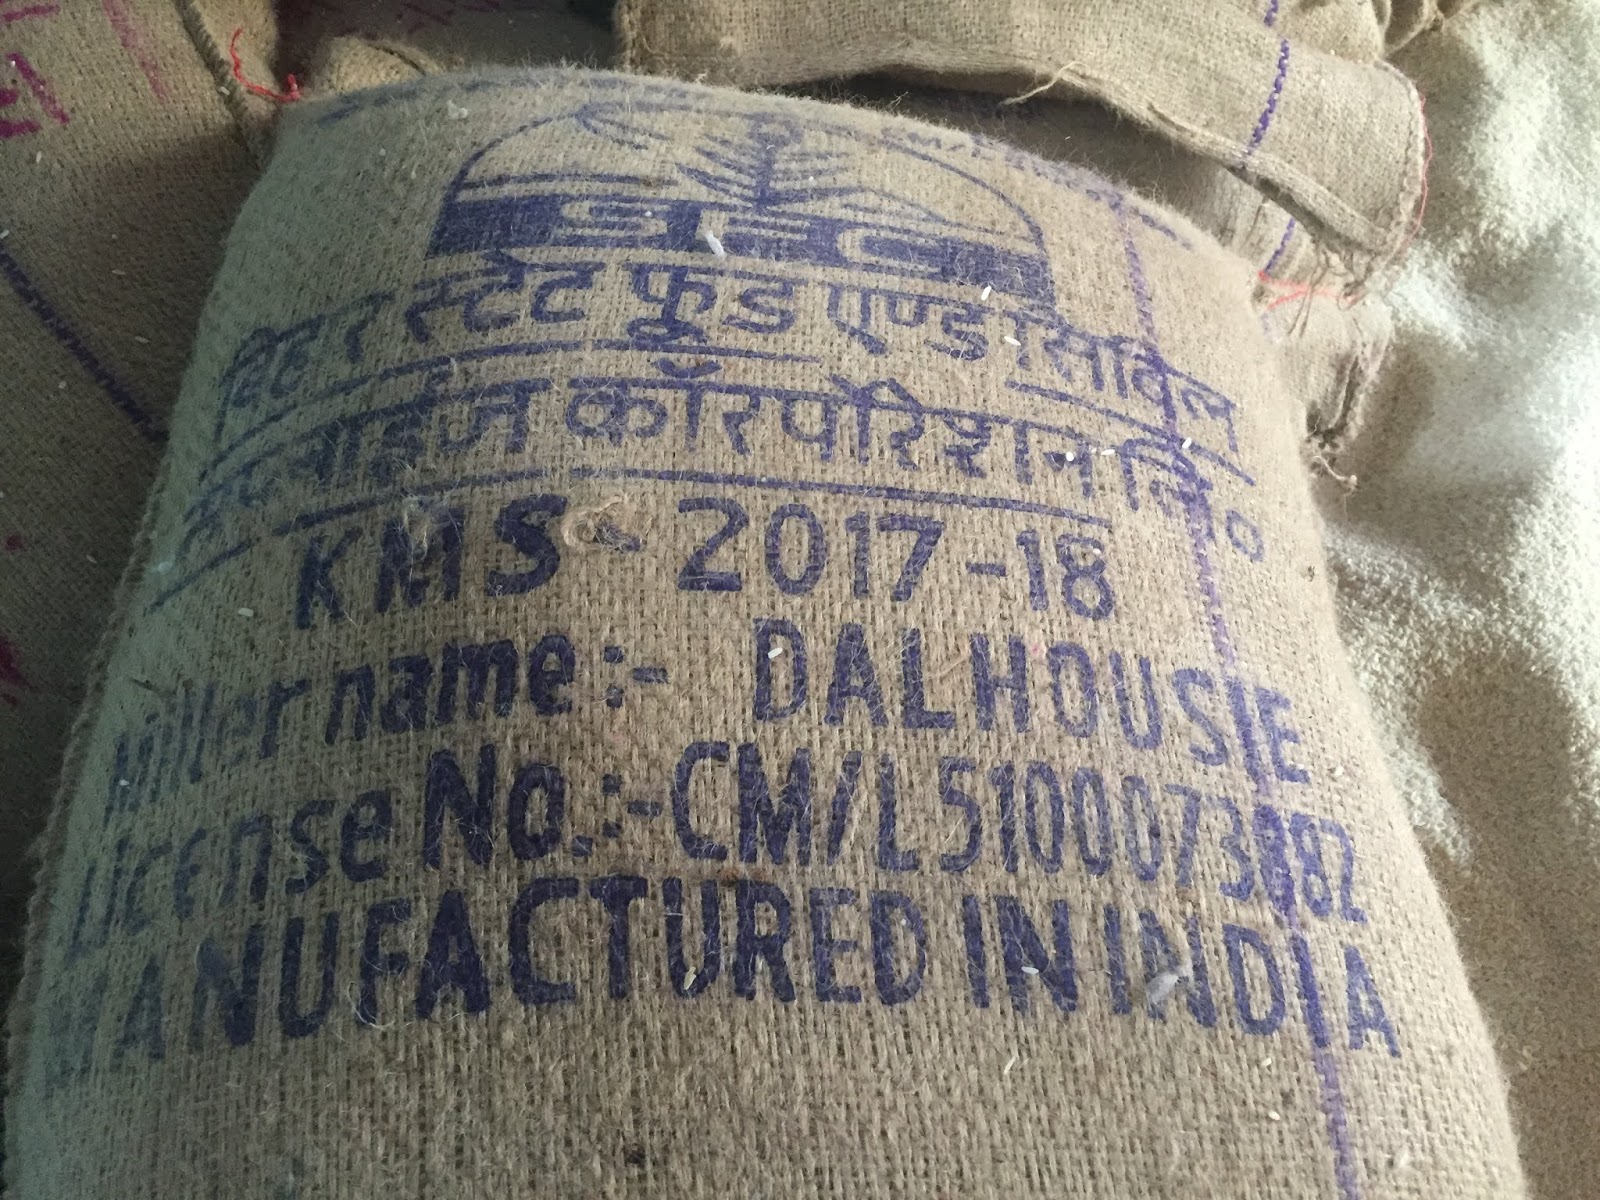 SFC
बिहार स्टेट फूड एण्ड सिविल
सप्लाईज कॉरपोरेशन लि०
KMS - 2017-18
Miller name :- DALHOUSIE
License No.:-CM/L5100073882
MANUFACTURED IN INDIA